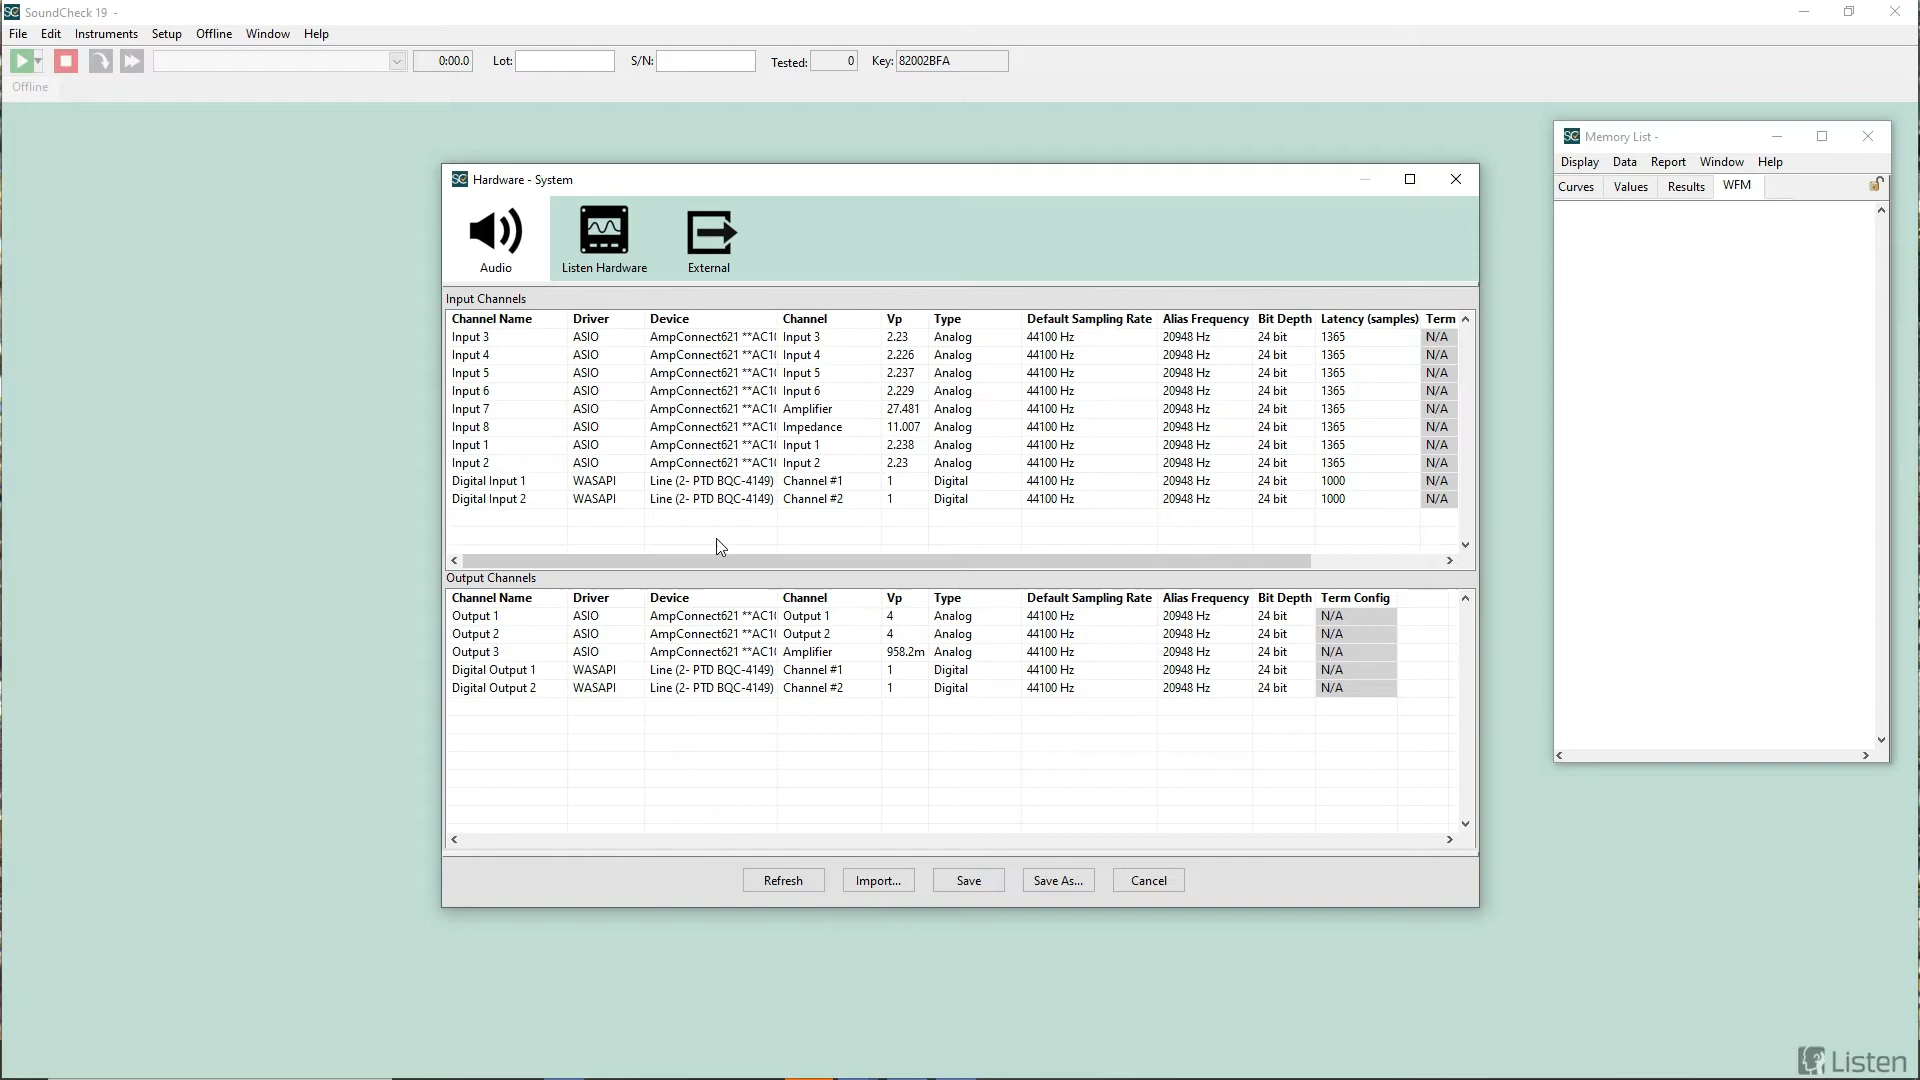 SoundCheck 19 -
File Edit Instruments Setup Offline Window Help
0:00.0 Lot: S/N: Tested: 0 Key: 82002BFA
Offline
Memory List -
Display Data Report Window Help
Curves Values Results WFM
Hardware - System
Audio Listen Hardware External
Input Channels
Channel Name Driver Device Channel Vp Type Default Sampling Rate Alias Frequency Bit Depth Latency (samples) Term
Input 3 ASIO AmpConnect621 **AC10 Input 3 2.23 Analog 44100 Hz 20948 Hz 24 bit 1365 N/A
Input 4 ASIO AmpConnect621 **AC10 Input 4 2.226 Analog 44100 Hz 20948 Hz 24 bit 1365 N/A
Input 5 ASIO AmpConnect621 **AC10 Input 5 2.237 Analog 44100 Hz 20948 Hz 24 bit 1365 N/A
Input 6 ASIO AmpConnect621 **AC10 Input 6 2.229 Analog 44100 Hz 20948 Hz 24 bit 1365 N/A
Input 7 ASIO AmpConnect621 **AC10 Amplifier 27.481 Analog 44100 Hz 20948 Hz 24 bit 1365 N/A
Input 8 ASIO AmpConnect621 **AC10 Impedance 11.007 Analog 44100 Hz 20948 Hz 24 bit 1365 N/A
Input 1 ASIO AmpConnect621 **AC10 Input 1 2.238 Analog 44100 Hz 20948 Hz 24 bit 1365 N/A
Input 2 ASIO AmpConnect621 **AC10 Input 2 2.23 Analog 44100 Hz 20948 Hz 24 bit 1365 N/A
Digital Input 1 WASAPI Line (2- PTD BQC-4149) Channel #1 1 Digital 44100 Hz 20948 Hz 24 bit 1000 N/A
Digital Input 2 WASAPI Line (2- PTD BQC-4149) Channel #2 1 Digital 44100 Hz 20948 Hz 24 bit 1000 N/A
Output Channels
Channel Name Driver Device Channel Vp Type Default Sampling Rate Alias Frequency Bit Depth Term Config
Output 1 ASIO AmpConnect621 **AC10 Output 1 4 Analog 44100 Hz 20948 Hz 24 bit N/A
Output 2 ASIO AmpConnect621 **AC10 Output 2 4 Analog 44100 Hz 20948 Hz 24 bit N/A
Output 3 ASIO AmpConnect621 **AC10 Amplifier 958.2m Analog 44100 Hz 20948 Hz 24 bit N/A
Digital Output 1 WASAPI Line (2- PTD BQC-4149) Channel #1 1 Digital 44100 Hz 20948 Hz 24 bit N/A
Digital Output 2 WASAPI Line (2- PTD BQC-4149) Channel #2 1 Digital 44100 Hz 20948 Hz 24 bit N/A
Refresh Import... Save Save As... Cancel
Listen